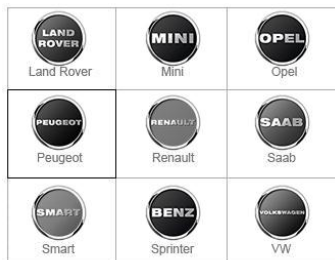 LAND
ROVER
MINI
OPEL
Land Rover
Mini
Opel
PEUGEOT
RENAULT
SAAB
Peugeot
Renault
Saab
SMART
BENZ
VOLKSWAGEN
Smart
Sprinter
VW